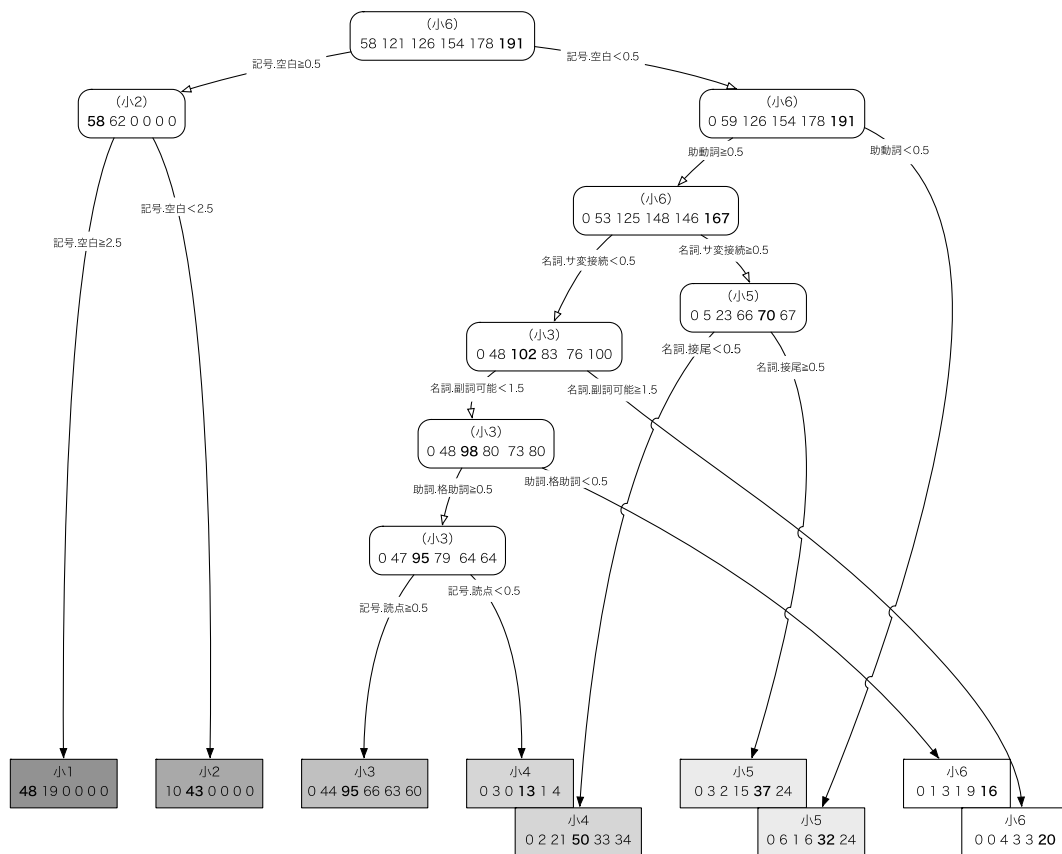 （小6）
58 121 126 154 178 191
記号.空白≧0.5
記号.空白＜0.5
（小2）
58 62 0 0 0 0
（小6）
0 59 126 154 178 191
助動詞≧0.5
助動詞＜0.5
（小6）
0 53 125 148 146 167
記号.空白≧2.5
記号.空白＜2.5
名詞.サ変接続＜0.5
名詞.サ変接続≧0.5
（小5）
0 5 23 66 70 67
（小3）
0 48 102 83 76 100
名詞.接尾＜0.5
名詞.接尾≧0.5
名詞.副詞可能＜1.5
名詞.副詞可能≧1.5
（小3）
0 48 98 80 73 80
助詞.格助詞≧0.5
助詞.格助詞＜0.5
（小3）
0 47 95 79 64 64
記号.読点≧0.5
記号.読点＜0.5
小1
48 19 0 0 0 0
小2
10 43 0 0 0 0
小3
0 44 95 66 63 60
小4
0 3 0 13 1 4
小4
0 2 21 50 33 34
小5
0 3 2 15 37 24
小5
0 6 1 6 32 24
小6
0 1 3 1 9 16
小6
0 0 4 3 3 20